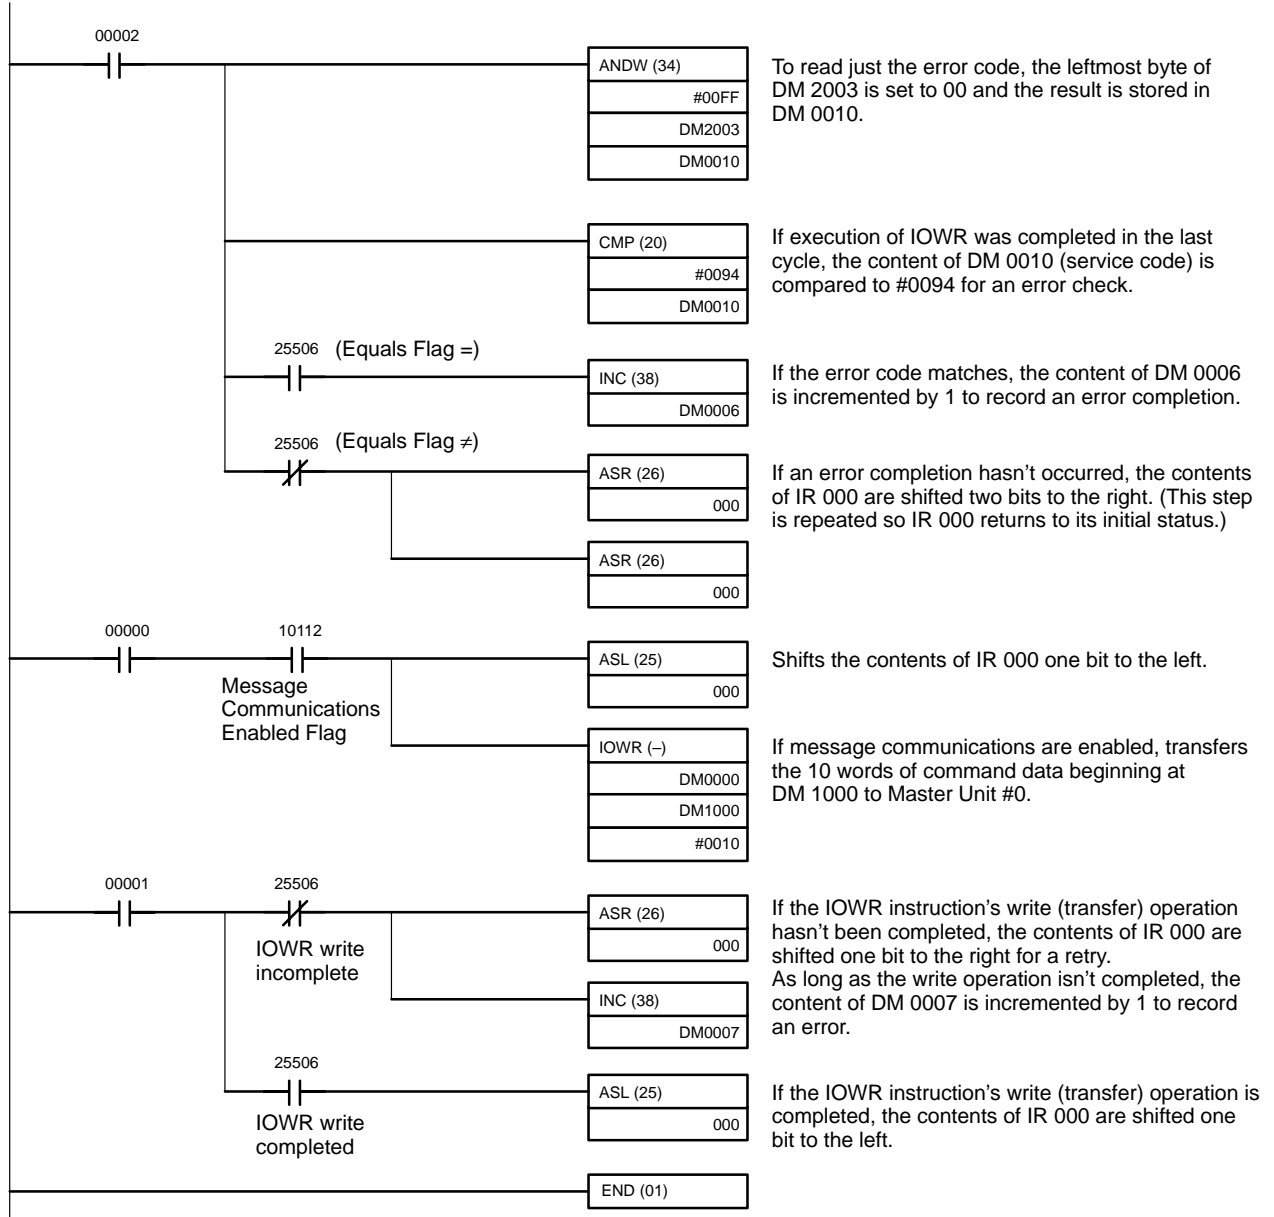 00002
ANDW (34)
#00FF
DM2003
DM0010
To read just the error code, the leftmost byte of
DM 2003 is set to 00 and the result is stored in
DM 0010.
CMP (20)
#0094
DM0010
If execution of IOWR was completed in the last
cycle, the content of DM 0010 (service code) is
compared to #0094 for an error check.
25506 (Equals Flag =)
INC (38)
DM0006
If the error code matches, the content of DM 0006
is incremented by 1 to record an error completion.
25506 (Equals Flag ≠)
ASR (26)
000
If an error completion hasn’t occurred, the contents
of IR 000 are shifted two bits to the right. (This step
is repeated so IR 000 returns to its initial status.)
ASR (26)
000
00000 10112
Message
Communications
Enabled Flag
ASL (25)
000
Shifts the contents of IR 000 one bit to the left.
IOWR (–)
DM0000
DM1000
#0010
If message communications are enabled, transfers
the 10 words of command data beginning at
DM 1000 to Master Unit #0.
00001 25506
IOWR write
incomplete
ASR (26)
000
If the IOWR instruction’s write (transfer) operation
hasn’t been completed, the contents of IR 000 are
shifted one bit to the right for a retry.
As long as the write operation isn’t completed, the
content of DM 0007 is incremented by 1 to record
an error.
INC (38)
DM0007
25506
IOWR write
completed
ASL (25)
000
If the IOWR instruction’s write (transfer) operation is
completed, the contents of IR 000 are shifted one
bit to the left.
END (01)